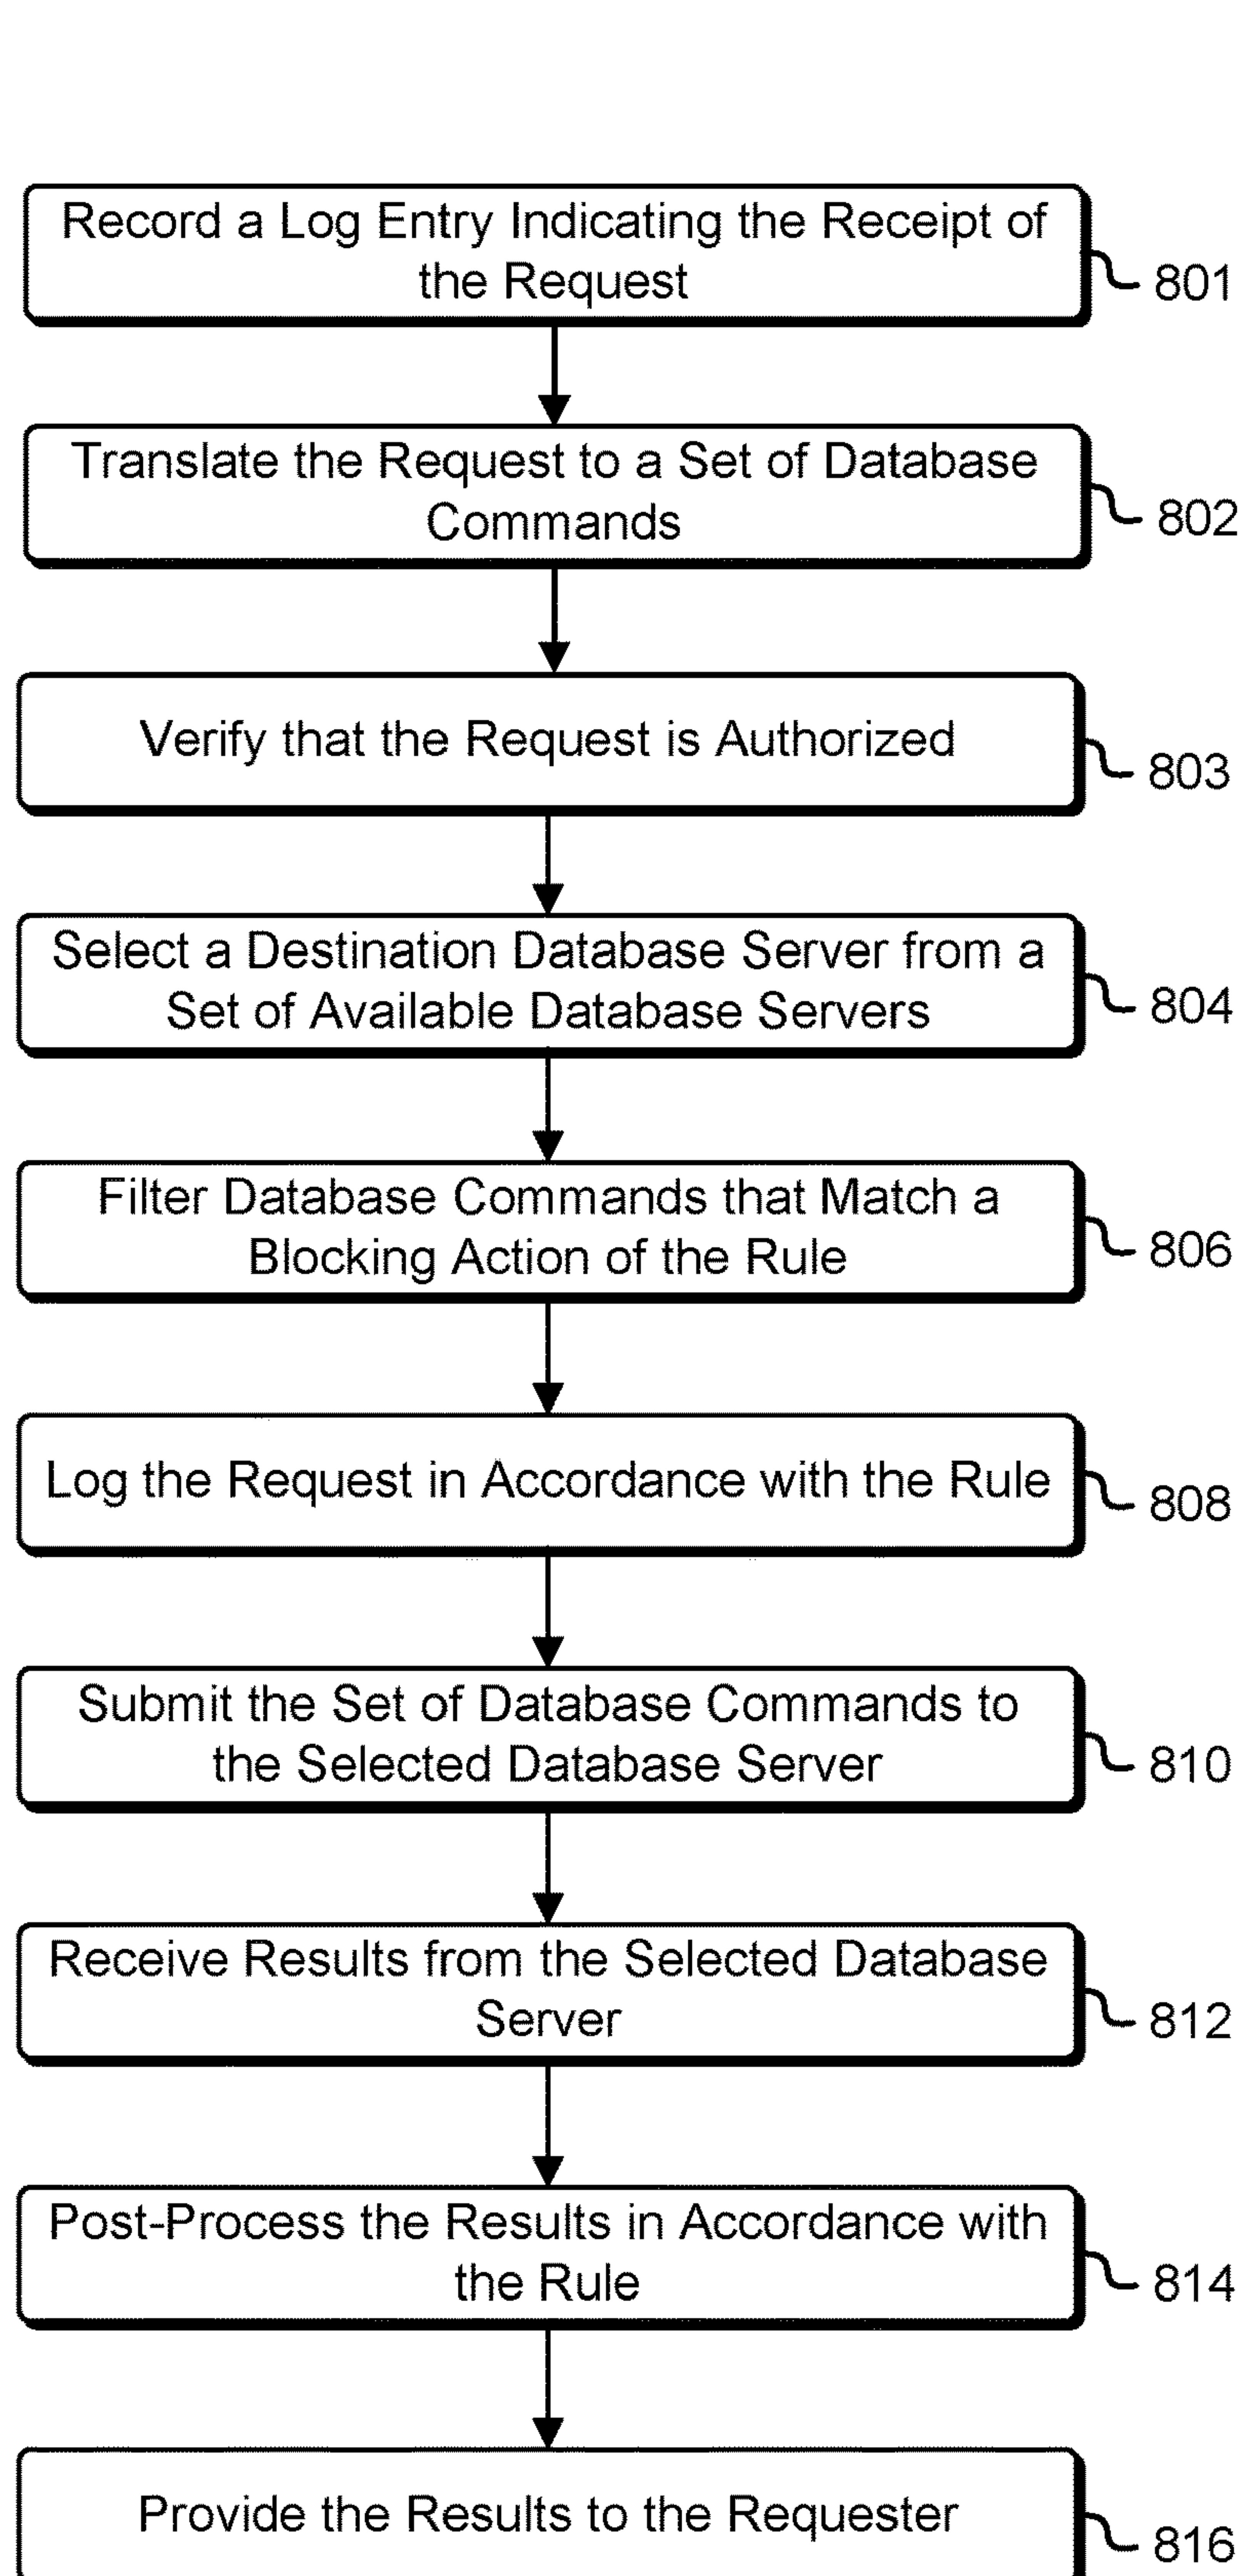 Record a Log Entry Indicating the Receipt of
the Request
801
Translate the Request to a Set of Database
Commands
802
Verify that the Request is Authorized
803
Select a Destination Database Server from a
Set of Available Database Servers
804
Filter Database Commands that Match a
Blocking Action of the Rule
806
Log the Request in Accordance with the Rule
808
Submit the Set of Database Commands to
the Selected Database Server
810
Receive Results from the Selected Database
Server
812
Post-Process the Results in Accordance with
the Rule
814
Provide the Results to the Requester
816